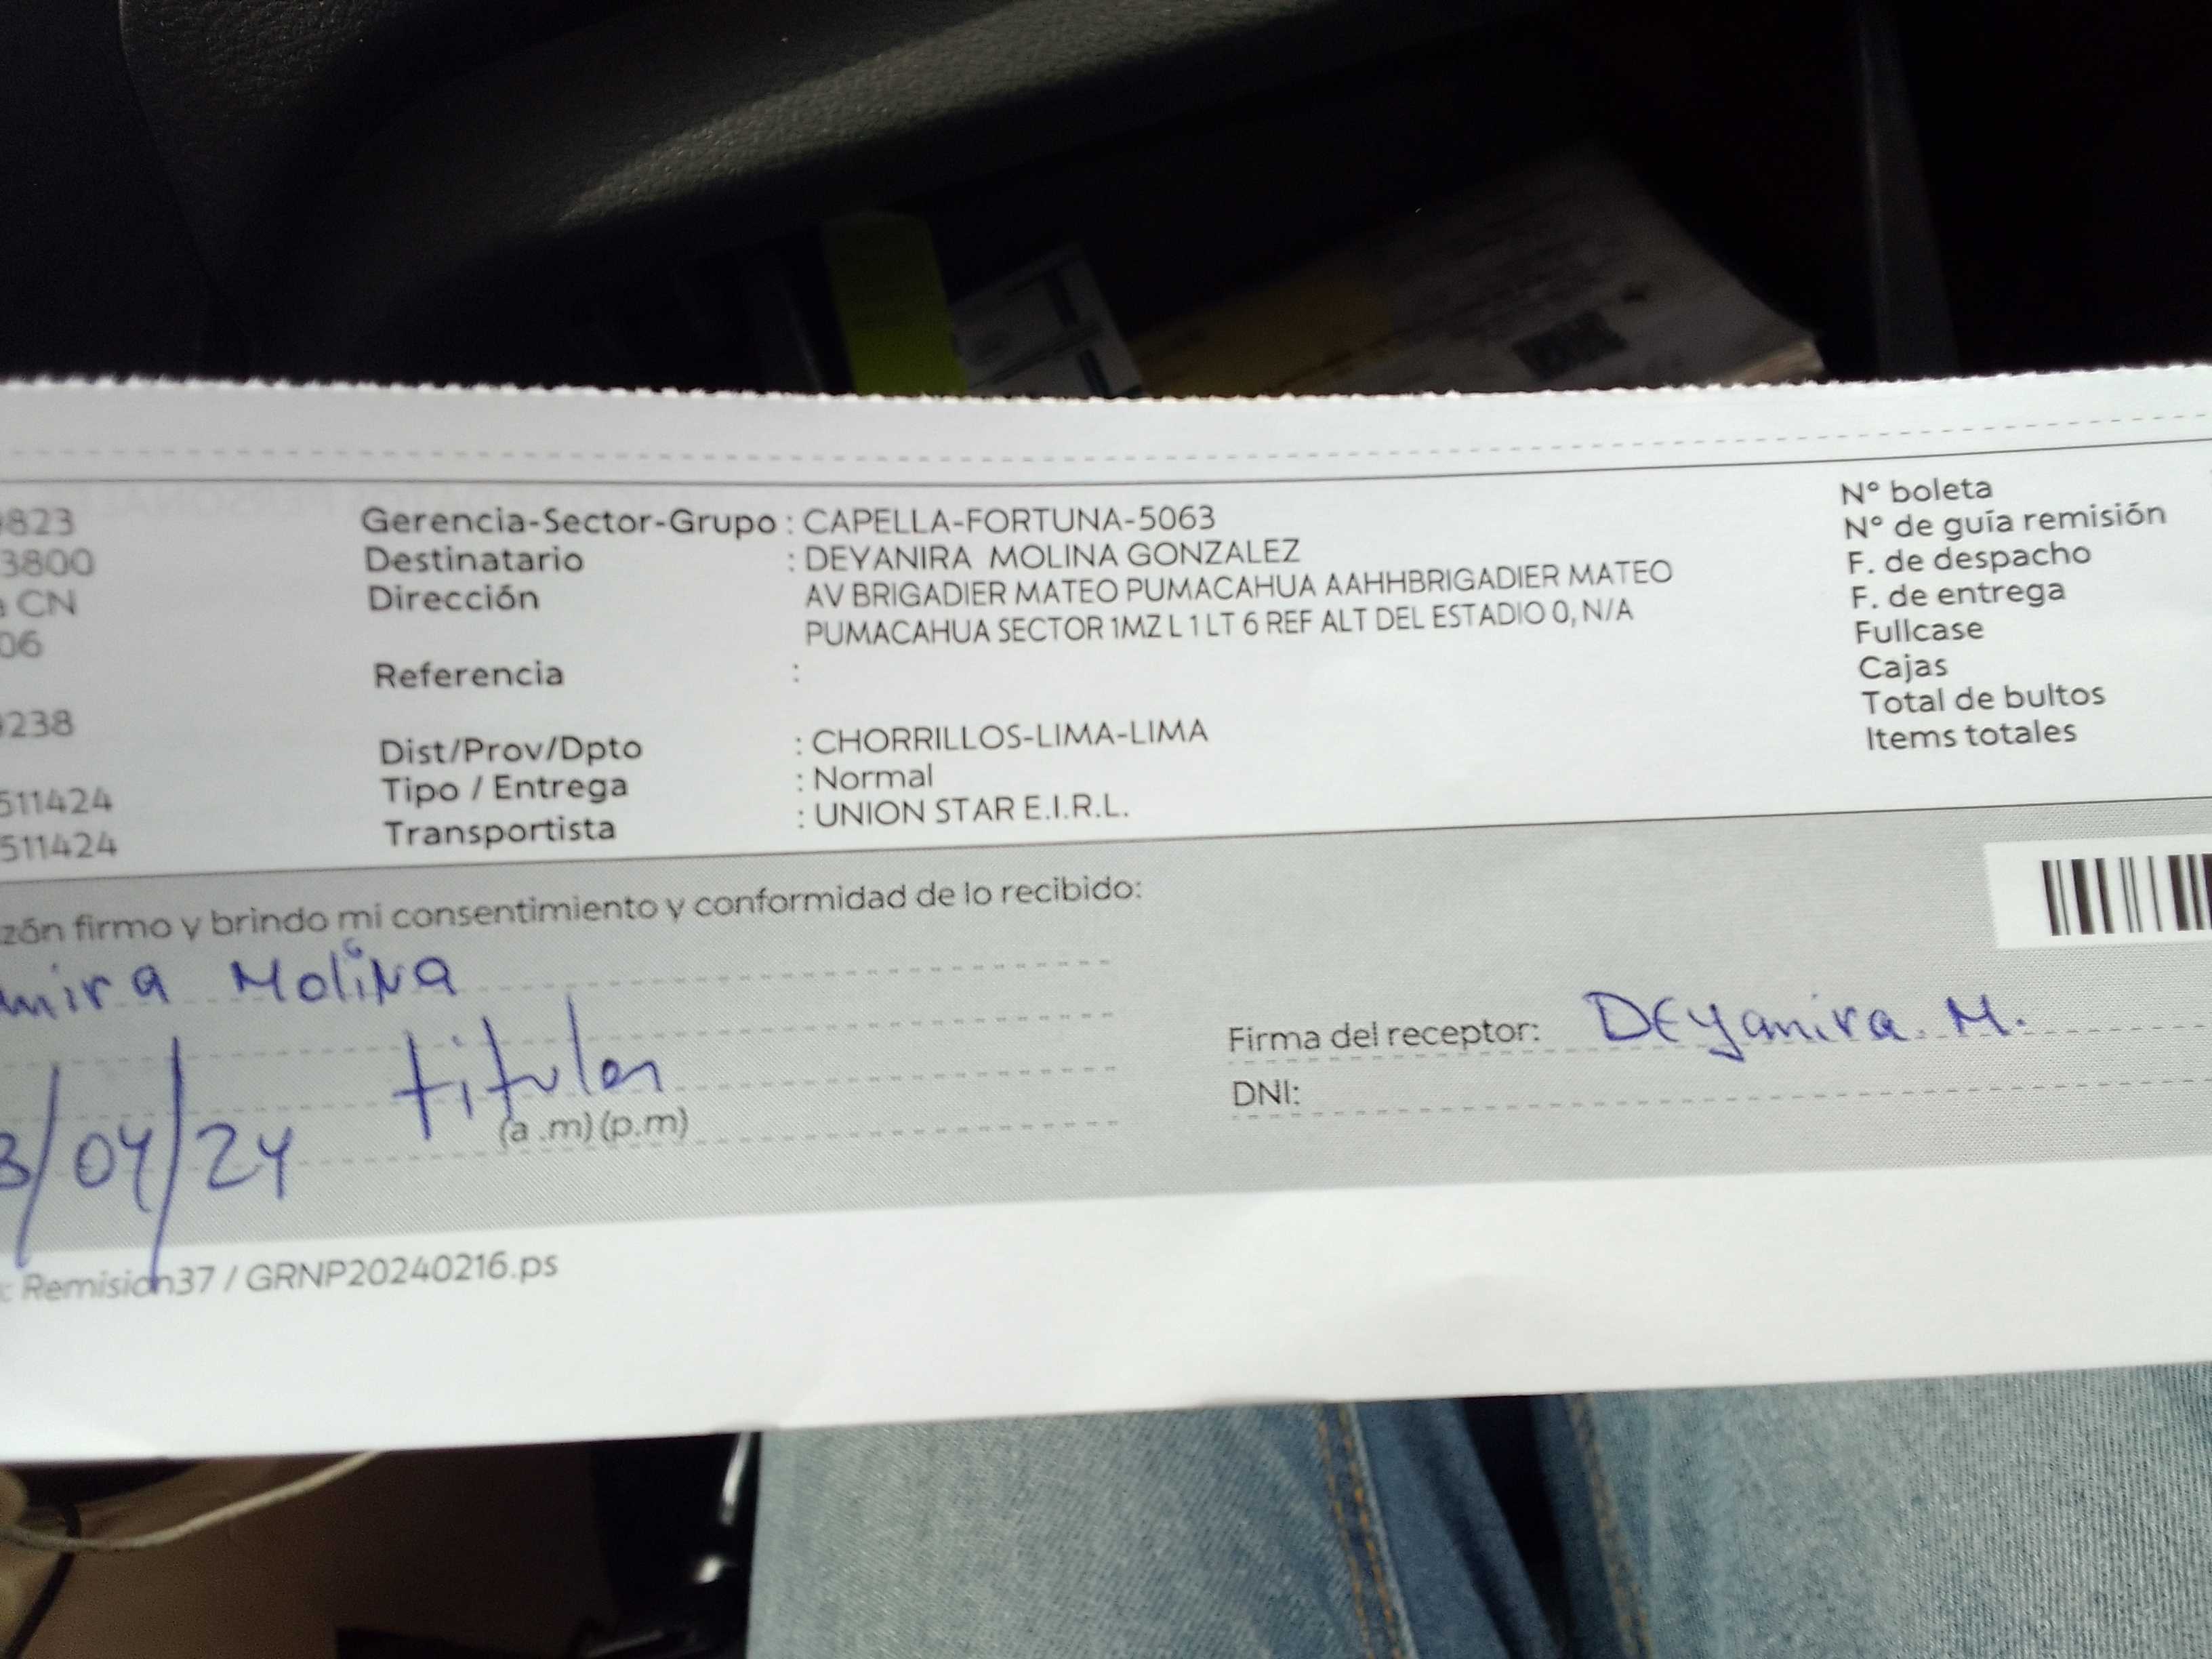 9823
3800
CN
06
9238
511424
511424
Gerencia-Sector-Grupo : CAPELLA-FORTUNA-5063
Destinatario : DEYANIRA MOLINA GONZALEZ
Dirección AV BRIGADIER MATEO PUMACAHUA AAHHBRIGADIER MATEO
PUMACAHUA SECTOR 1MZ L 1 LT 6 REF ALT DEL ESTADIO 0, N/A
Referencia :
Dist/Prov/Dpto : CHORRILLOS-LIMA-LIMA
Tipo / Entrega : Normal
Transportista : UNION STAR E.I.R.L.
N° boleta
N° de guía remisión
F. de despacho
F. de entrega
Fullcase
Cajas
Total de bultos
Items totales
zón firmo y brindo mi consentimiento y conformidad de lo recibido:
nira Molina
titular
3/04/24
(a .m) (p.m)
Firma del receptor: DEyanira. M.
DNI:
: Remision37 / GRNP20240216.ps